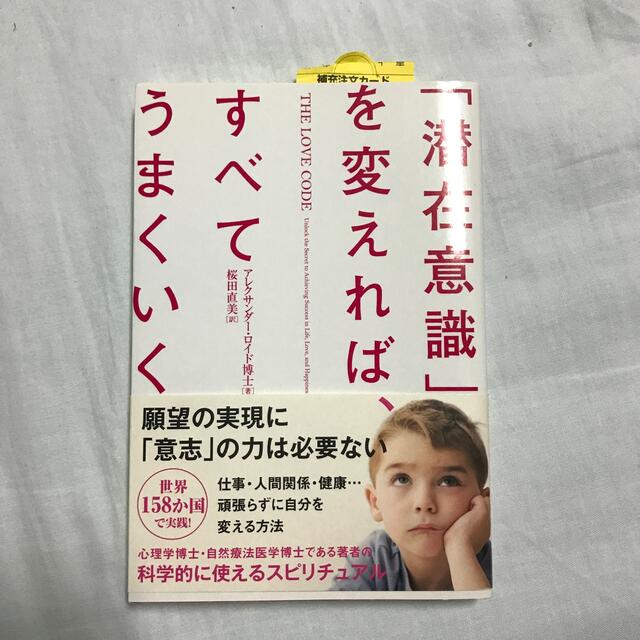 補充注文カード
「潜在意識」
を変えれば、
すべて
うまくいく
THE LOVE CODE
Unlock the Secret to Achieving Success in Life, Love, and Happiness
アレクサンダー・ロイド博士[著]
桜田直美[訳]
願望の実現に
「意志」の力は必要ない
世界
158か国
で実践!
仕事・人間関係・健康…
頑張らずに自分を
変える方法
心理学博士・自然療法医学博士である著者の
科学的に使えるスピリチュアル